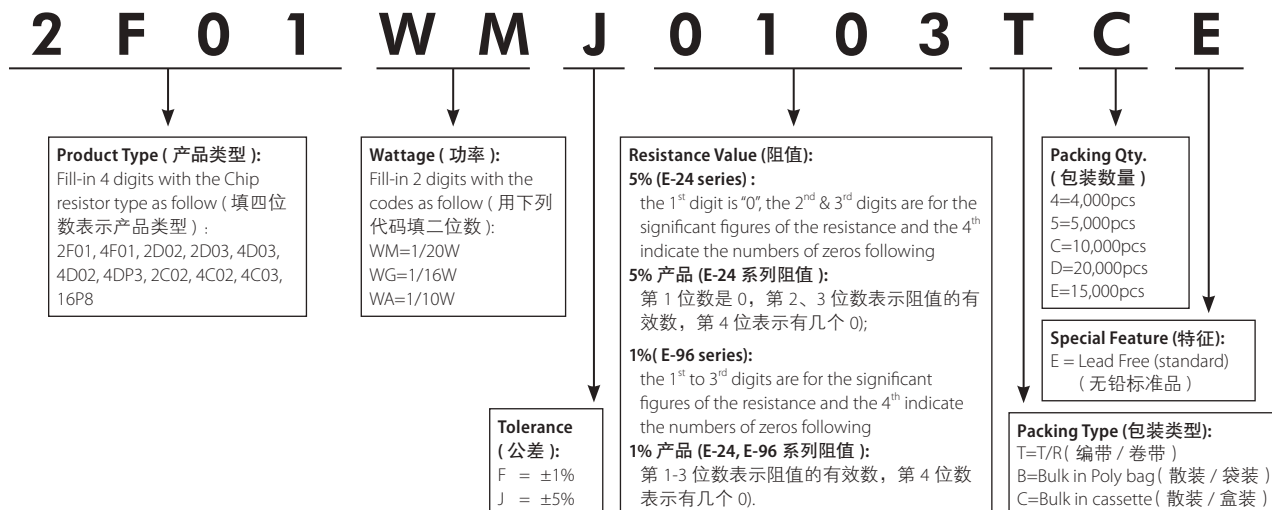 2 F 0 1 W M J 0 1 0 3 T C E
Product Type ( 产品类型 ):
Fill-in 4 digits with the Chip
resistor type as follow ( 填四位
数表示产品类型 ) :
2F01, 4F01, 2D02, 2D03, 4D03,
4D02, 4DP3, 2C02, 4C02, 4C03,
16P8
Wattage ( 功率 ):
Fill-in 2 digits with the
codes as follow ( 用下列
代码填二位数 ):
WM=1/20W
WG=1/16W
WA=1/10W
Tolerance
( 公差 ):
F = ±1%
J = ±5%
Resistance Value (阻值):
5% (E-24 series) :
the 1st digit is “0”, the 2nd & 3rd digits are for the
significant figures of the resistance and the 4th
indicate the numbers of zeros following
5% 产品 (E-24 系列阻值 ):
第 1 位数是 0，第 2、3 位数表示阻值的有
效数，第 4 位表示有几个 0);
1%( E-96 series):
the 1st to 3rd digits are for the significant
figures of the resistance and the 4th indicate
the numbers of zeros following
1% 产品 (E-24, E-96 系列阻值 ):
第 1-3 位数表示阻值的有效数，第 4 位数
表示有几个 0).
Packing Qty.
( 包装数量 )
4=4,000pcs
5=5,000pcs
C=10,000pcs
D=20,000pcs
E=15,000pcs
Special Feature (特征):
E = Lead Free (standard)
( 无铅标准品 )
Packing Type (包装类型):
T=T/R( 编带 / 卷带 )
B=Bulk in Poly bag( 散装 / 袋装 )
C=Bulk in cassette( 散装 / 盒装 )